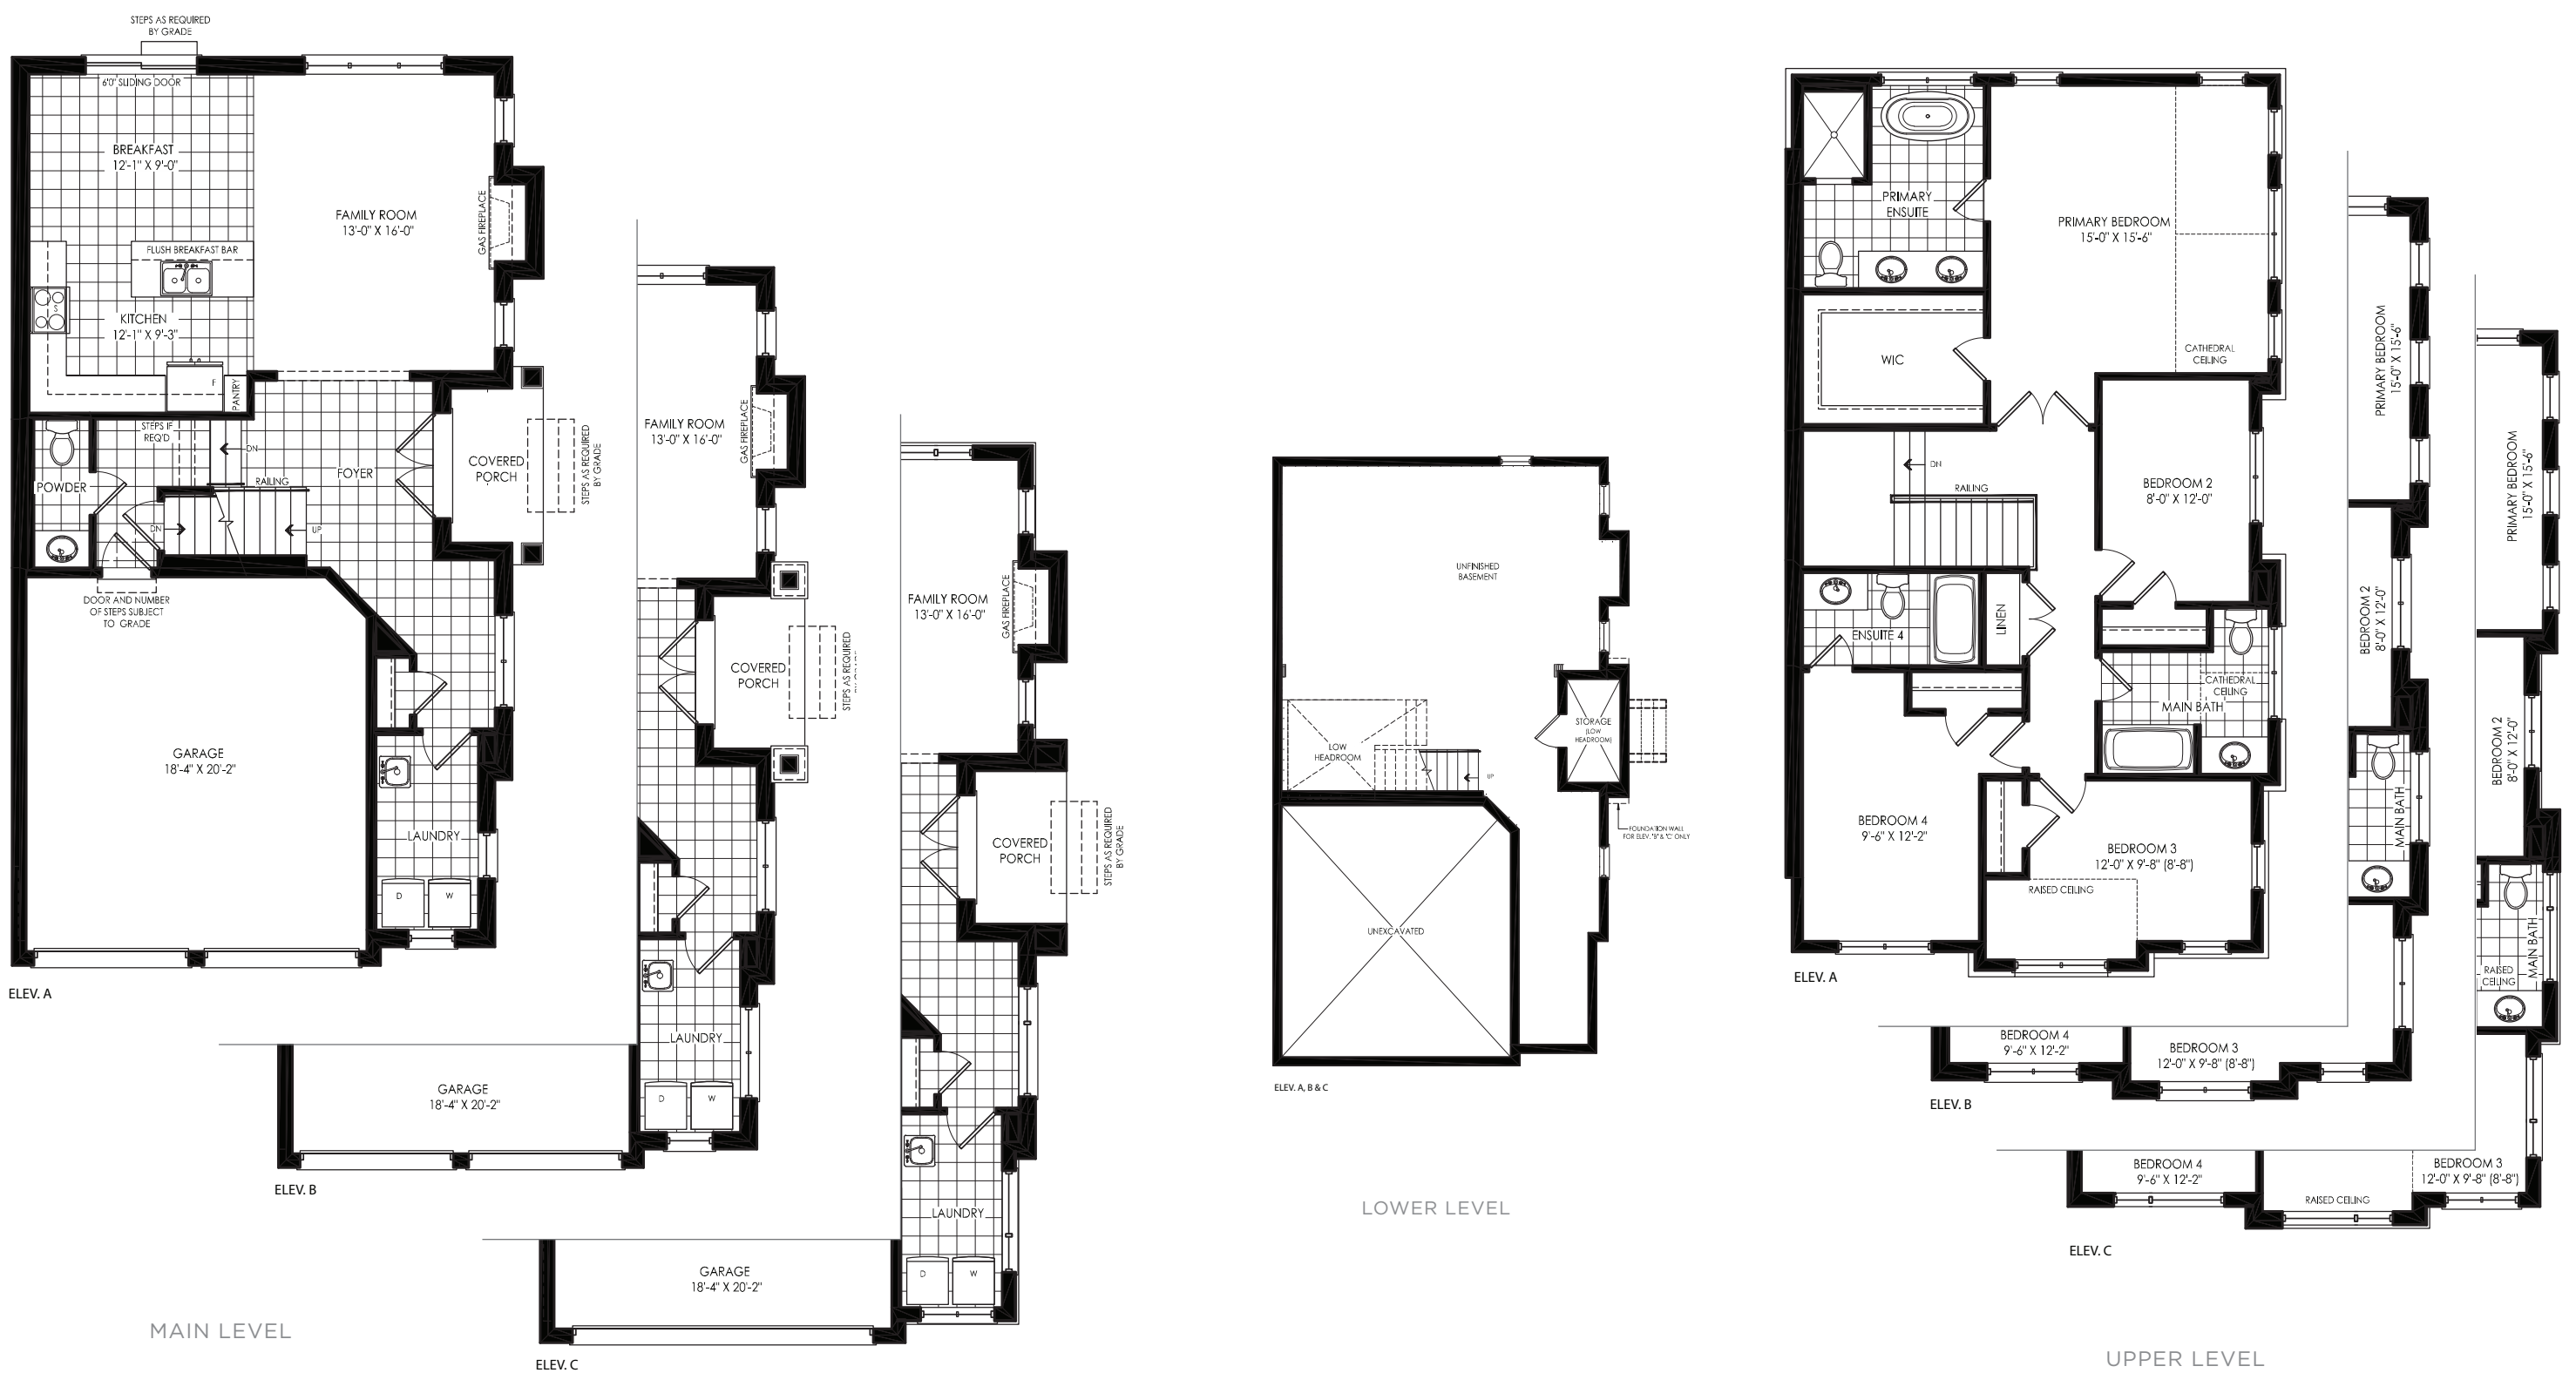 STEPS AS REQUIRED
BY GRADE
6'0" SLIDING DOOR
BREAKFAST
12'-1" X 9'-0"
FAMILY ROOM
13'-0" X 16'-0"
GAS FIREPLACE
FLUSH BREAKFAST BAR
KITCHEN
12'-1" X 9'-3"
F
PANTRY
STEPS IF
REQ'D
DN
FOYER
COVERED
PORCH
STEPS AS REQUIRED
BY GRADE
POWDER
RAILING
DN
UP
DOOR AND NUMBER
OF STEPS SUBJECT
TO GRADE
GARAGE
18'-4" X 20'-2"
LAUNDRY
D
W
ELEV. A
FAMILY ROOM
13'-0" X 16'-0"
GAS FIREPLACE
COVERED
PORCH
STEPS AS REQUIRED
LAUNDRY
D
W
GARAGE
18'-4" X 20'-2"
ELEV. B
FAMILY ROOM
13'-0" X 16'-0"
GAS FIREPLACE
COVERED
PORCH
STEPS AS REQUIRED
BY GRADE
LAUNDRY
D
W
GARAGE
18'-4" X 20'-2"
ELEV. C
MAIN LEVEL
UNFINISHED
BASEMENT
STORAGE
(LOW
HEADROOM)
LOW
HEADROOM
UP
FOUNDATION WALL
FOR ELEV. "B" & "C" ONLY
UNEXCAVATED
ELEV. A, B & C
LOWER LEVEL
PRIMARY
ENSUITE
PRIMARY BEDROOM
15'-0" X 15'-6"
CATHEDRAL
CEILING
WIC
DN
RAILING
BEDROOM 2
8'-0" X 12'-0"
ENSUITE 4
LINEN
CATHEDRAL
CEILING
MAIN BATH
BEDROOM 4
9'-6" X 12'-2"
BEDROOM 3
12'-0" X 9'-8" (8'-8")
RAISED CEILING
ELEV. A
PRIMARY BEDROOM
15'-0" X 15'-6"
BEDROOM 2
8'-0" X 12'-0"
MAIN BATH
BEDROOM 4
9'-6" X 12'-2"
BEDROOM 3
12'-0" X 9'-8" (8'-8")
ELEV. B
PRIMARY BEDROOM
15'-0" X 15'-6"
BEDROOM 2
8'-0" X 12'-0"
MAIN BATH
RAISED
CEILING
BEDROOM 4
9'-6" X 12'-2"
BEDROOM 3
12'-0" X 9'-8" (8'-8")
RAISED CEILING
ELEV. C
UPPER LEVEL